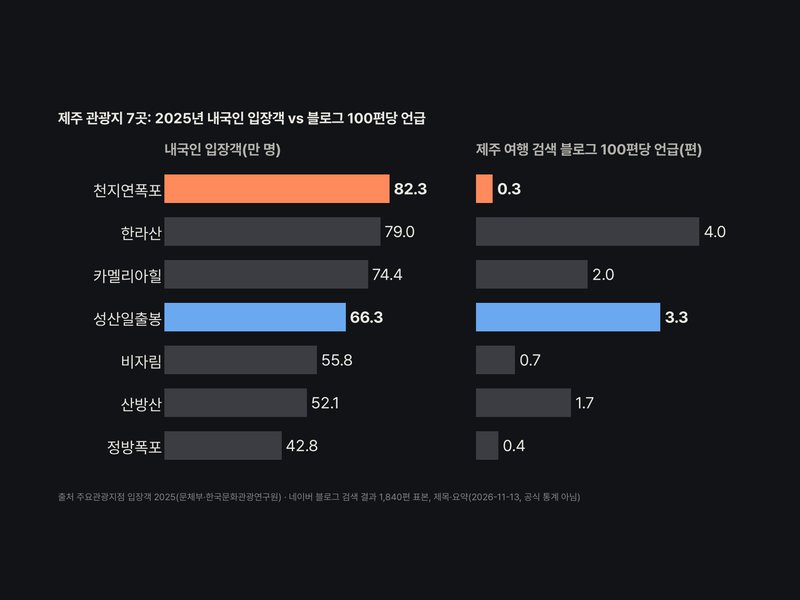 제주 관광지 7곳: 2025년 내국인 입장객 vs 블로그 100편당 언급
내국인 입장객(만 명) 제주 여행 검색 블로그 100편당 언급(편)
천지연폭포 82.3 0.3
한라산 79.0 4.0
카멜리아힐 74.4 2.0
성산일출봉 66.3 3.3
비자림 55.8 0.7
산방산 52.1 1.7
정방폭포 42.8 0.4
출처 주요관광지점 입장객 2025(문체부·한국문화관광연구원) · 네이버 블로그 검색 결과 1,840편 표본, 제목·요약(2026-11-13, 공식 통계 아님)